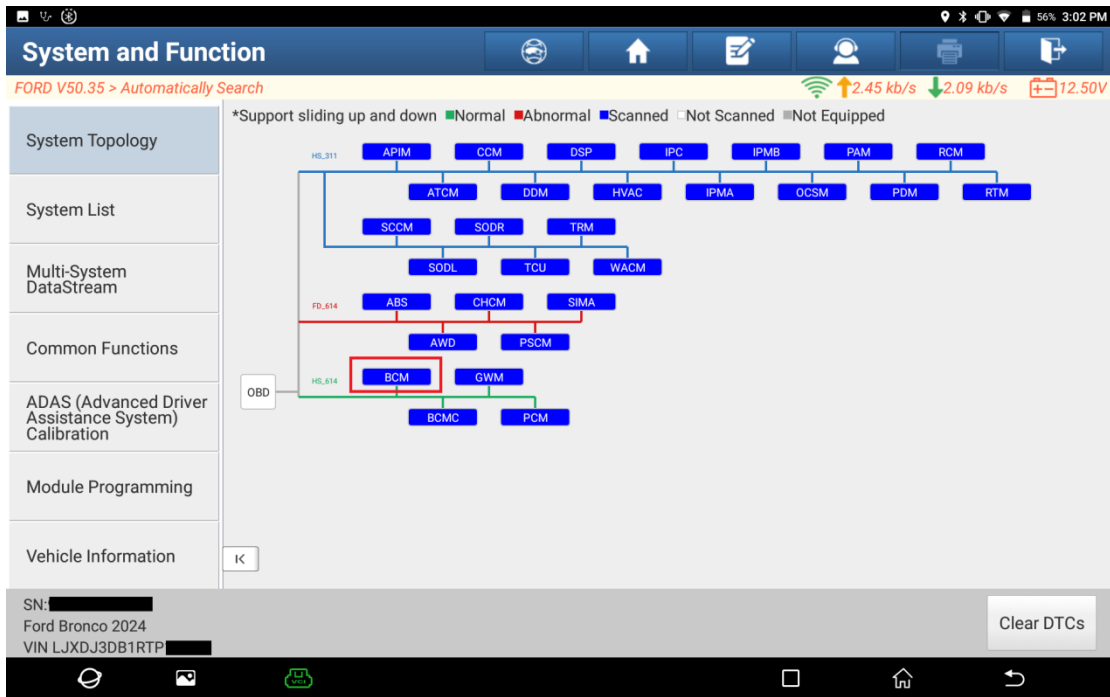 56% 3:02 PM
System and Function
FORD V50.35 > Automatically Search
2.45 kb/s 2.09 kb/s 12.50V
*Support sliding up and down Normal Abnormal Scanned Not Scanned Not Equipped
System Topology
System List
Multi-System
DataStream
Common Functions
ADAS (Advanced Driver
Assistance System)
Calibration
Module Programming
Vehicle Information
HS_311 APIM CCM DSP IPC IPMB PAM RCM
ATCM DDM HVAC IPMA OCSM PDM RTM
SCCM SODR TRM
SODL TCU WACM
FD_614 ABS CHCM SIMA
AWD PSCM
OBD
HS_614 BCM GWM
BCMC PCM
SN:
Ford Bronco 2024
VIN LJXDJ3DB1RTP
Clear DTCs
VCI